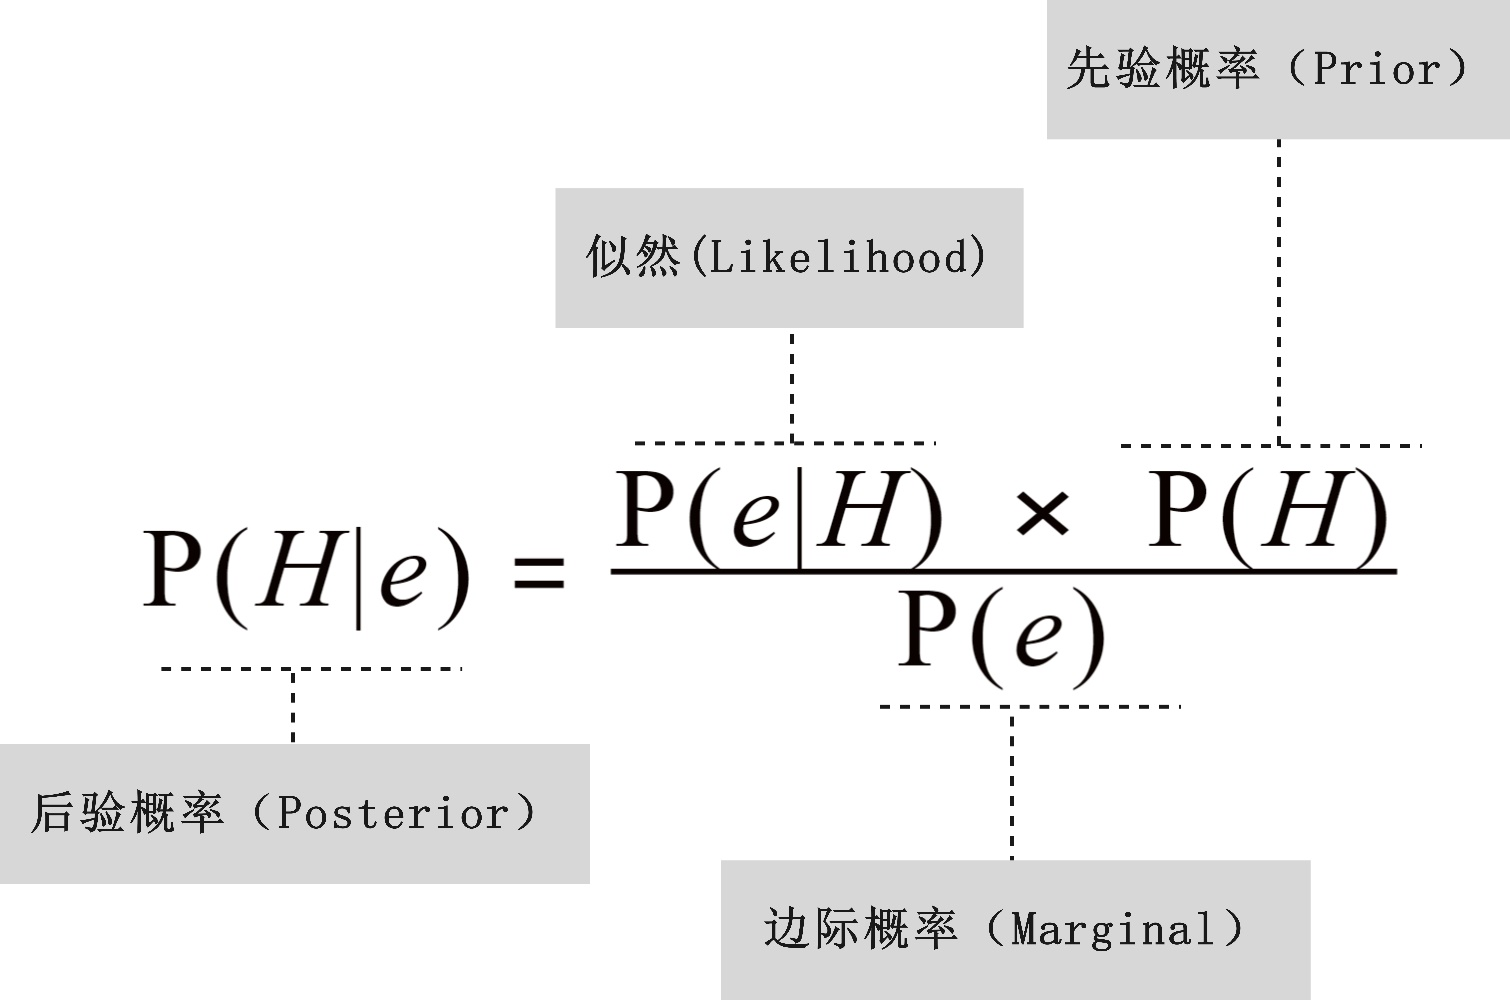 先验概率（Prior）
似然(Likelihood)
P(e|H) × P(H)
P(H|e) =
P(e)
后验概率（Posterior）
边际概率（Marginal）